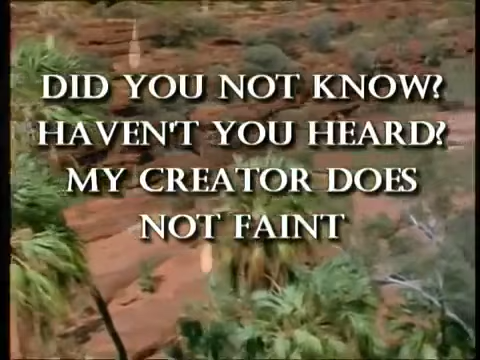 DID YOU NOT KNOW?
HAVEN'T YOU HEARD?
MY CREATOR DOES
NOT FAINT